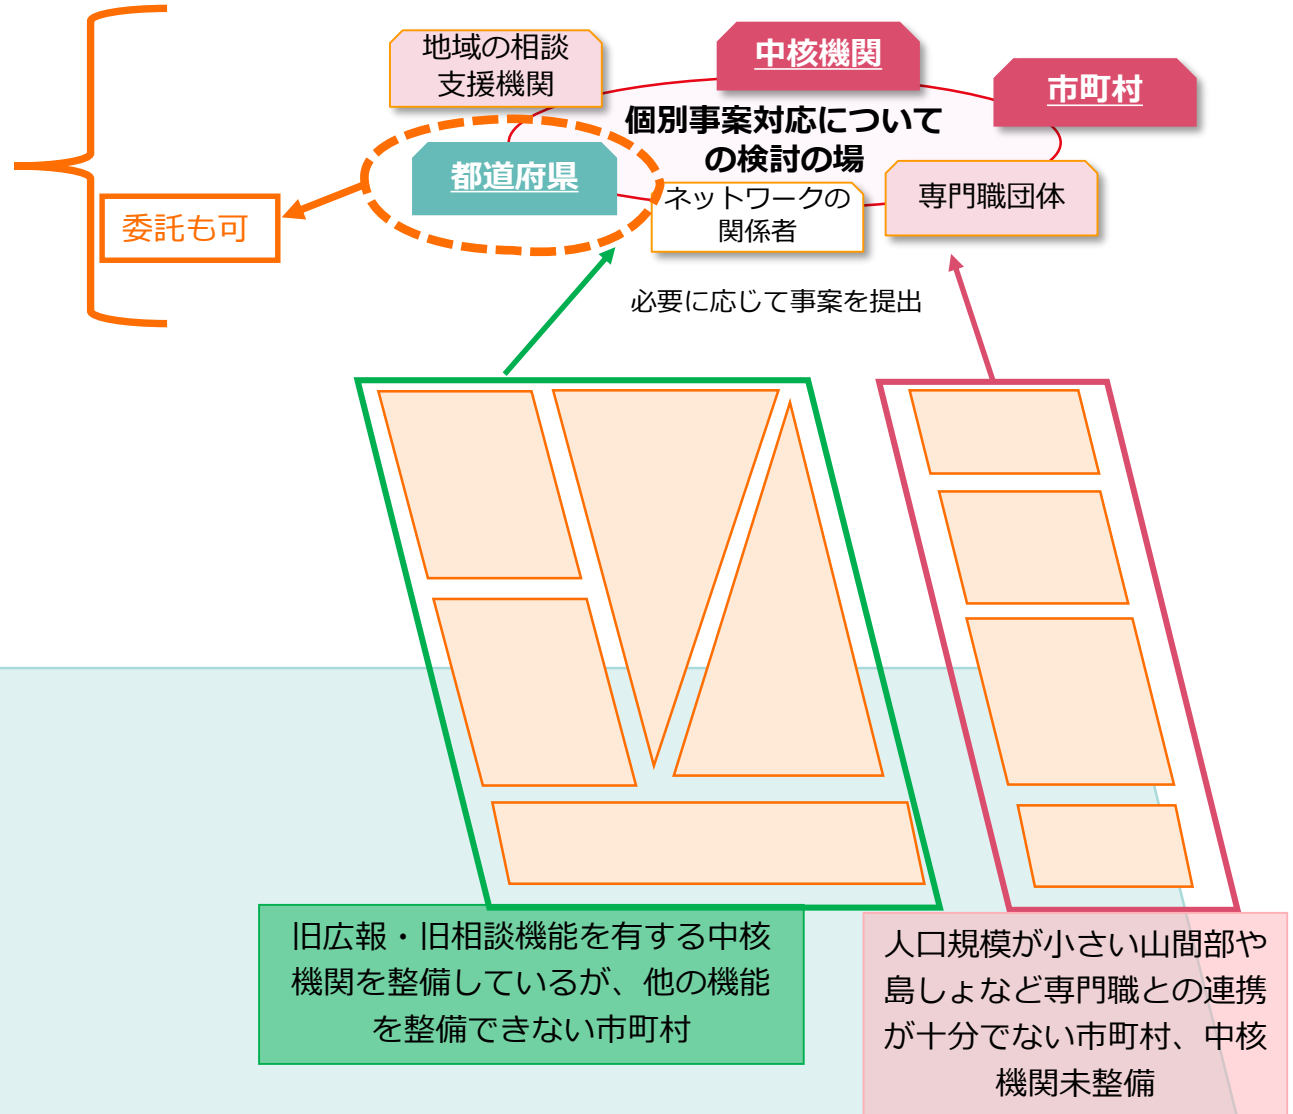 地域の相談
支援機関
中核機関
市町村
個別事案対応について
の検討の場
都道府県
ネットワークの
関係者
専門職団体
委託も可
必要に応じて事案を提出
旧広報・旧相談機能を有する中核
機関を整備しているが、他の機能
を整備できない市町村
人口規模が小さい山間部や
島しょなど専門職との連携
が十分でない市町村、中核
機関未整備